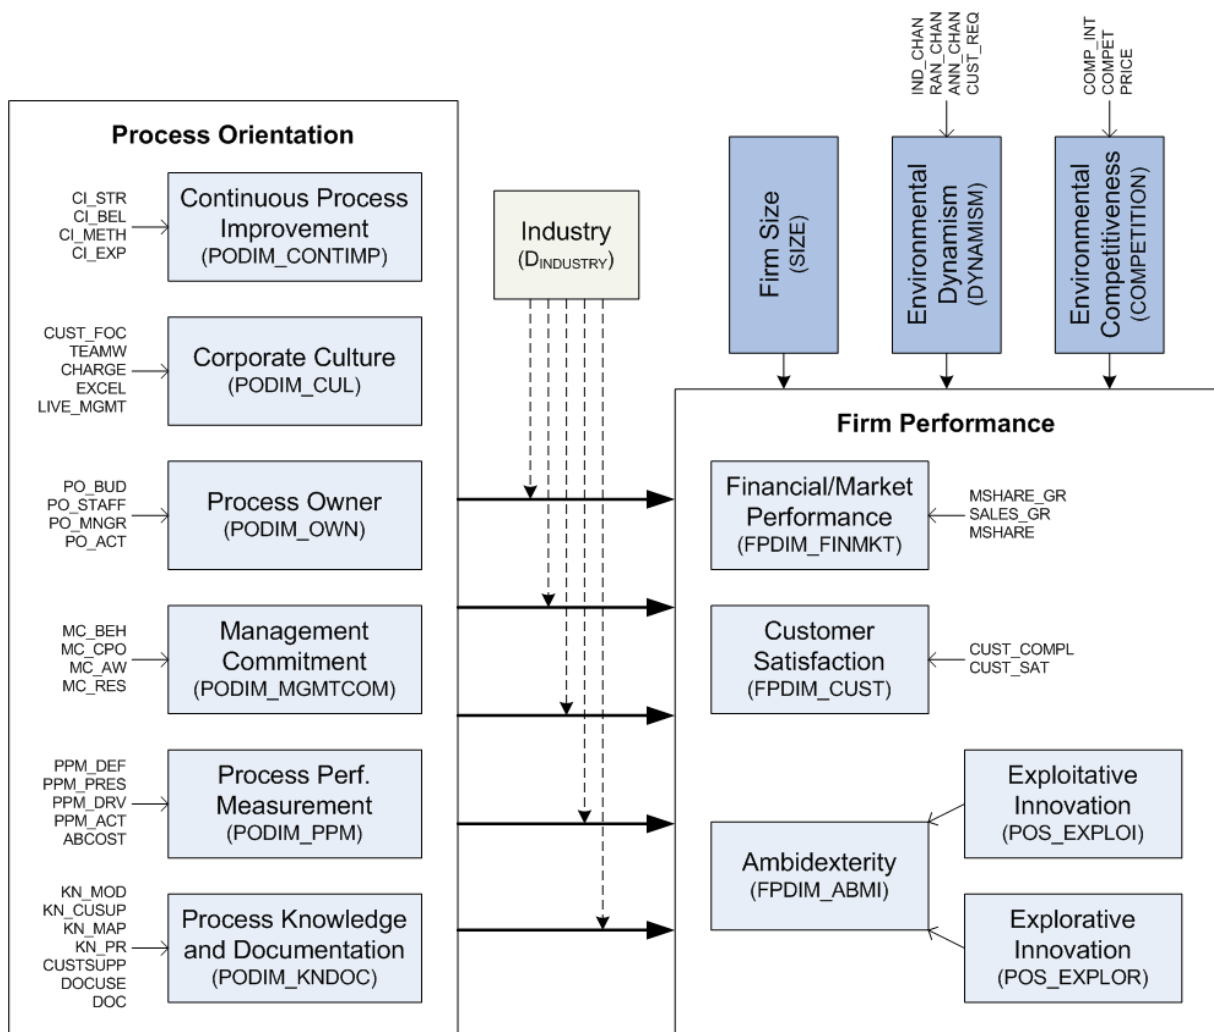 Process Orientation
CI_STR
CI_BEL
CI_METH
CI_EXP
Continuous Process
Improvement
(PODIM_CONTIMP)
CUST_FOC
TEAMW
CHARGE
EXCEL
LIVE_MGMT
Corporate Culture
(PODIM_CUL)
PO_BUD
PO_STAFF
PO_MNGR
PO_ACT
Process Owner
(PODIM_OWN)
MC_BEH
MC_CPO
MC_AW
MC_RES
Management
Commitment
(PODIM_MGMTCOM)
PPM_DEF
PPM_PRES
PPM_DRV
PPM_ACT
ABCOST
Process Perf.
Measurement
(PODIM_PPM)
KN_MOD
KN_CUSUP
KN_MAP
KN_PR
CUSTSUPP
DOCUSE
DOC
Process Knowledge
and Documentation
(PODIM_KNDOC)
Industry
(DINDUSTRY)
Firm Size
(SIZE)
IND_CHAN
RAN_CHAN
ANN_CHAN
CUST_REQ
Environmental
Dynamism
(DYNAMISM)
COMP_INT
COMPET
PRICE
Environmental
Competitiveness
(COMPETITION)
Firm Performance
Financial/Market
Performance
(FPDIM_FINMKT)
MSHARE_GR
SALES_GR
MSHARE
Customer
Satisfaction
(FPDIM_CUST)
CUST_COMPL
CUST_SAT
Ambidexterity
(FPDIM_ABMI)
Exploitative
Innovation
(POS_EXPLOI)
Explorative
Innovation
(POS_EXPLOR)